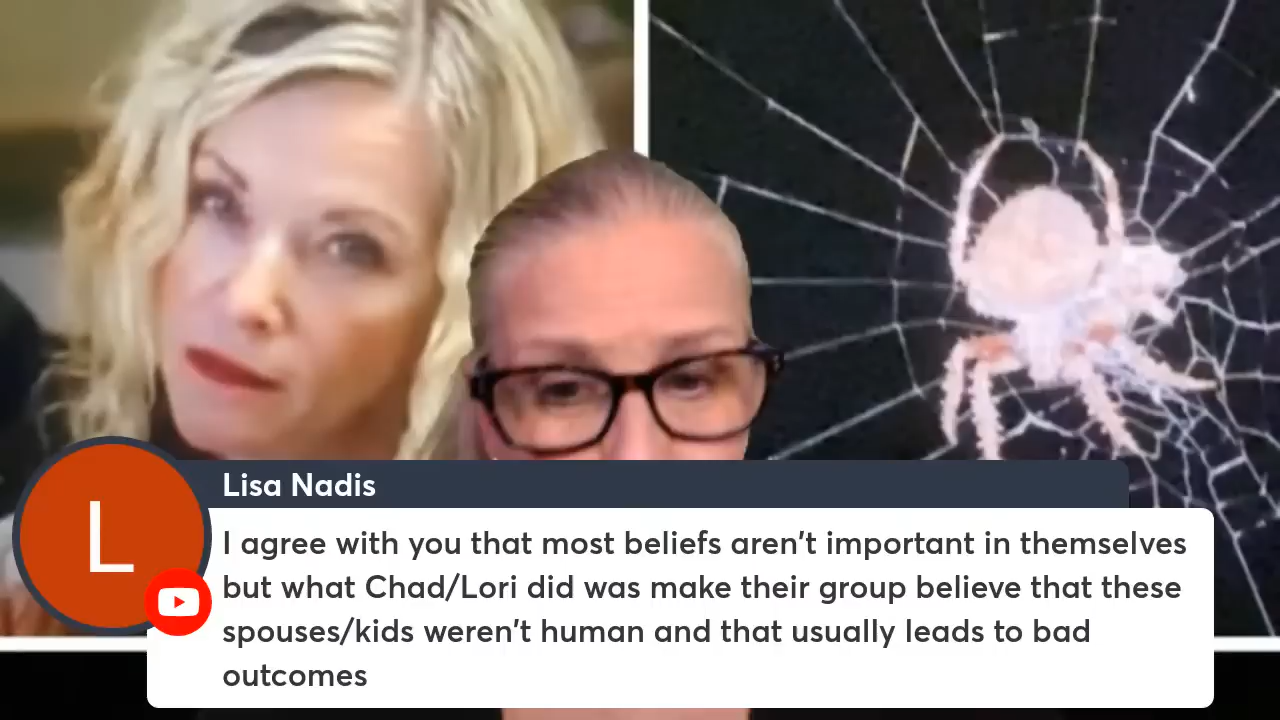 Lisa Nadis
L
I agree with you that most beliefs aren't important in themselves
but what Chad/Lori did was make their group believe that these
spouses/kids weren't human and that usually leads to bad
outcomes